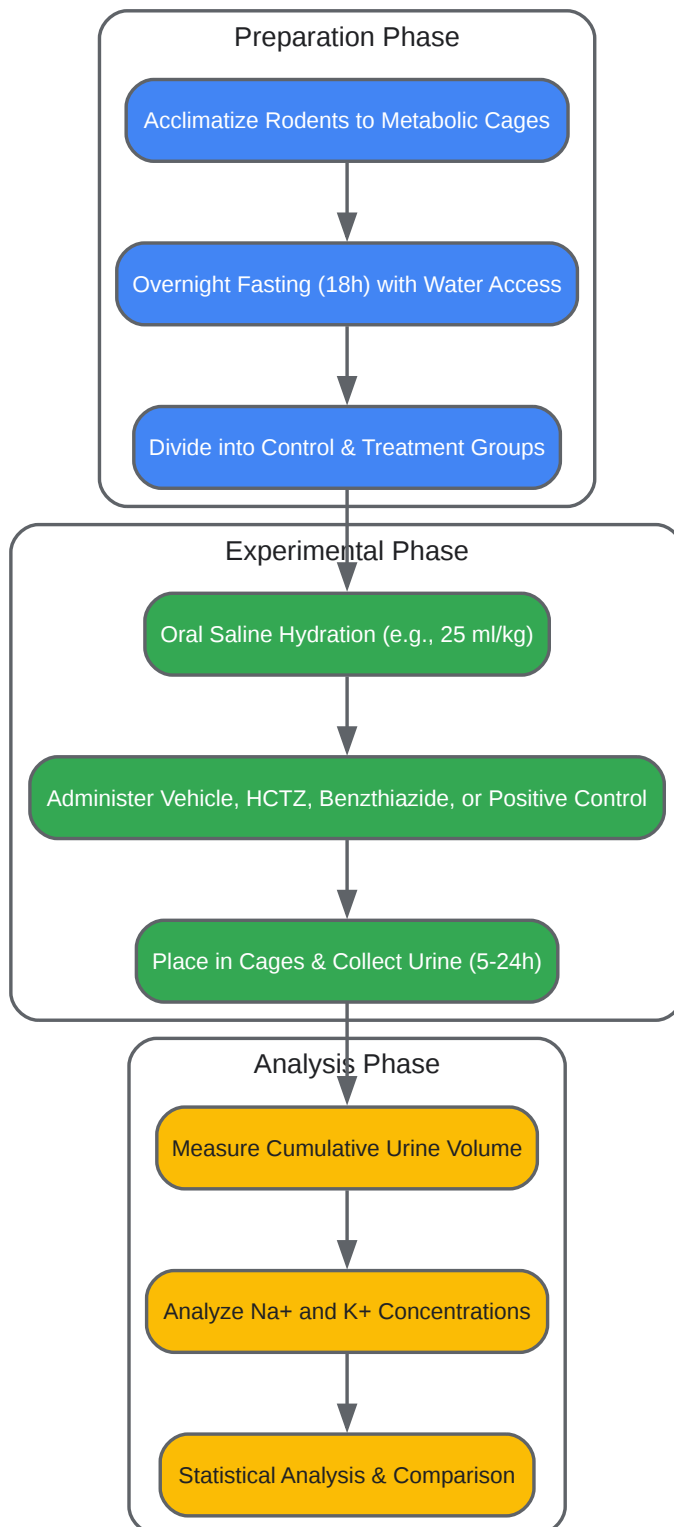 Preparation Phase
Acclimatize Rodents to Metabolic Cages
Overnight Fasting (18h) with Water Access
Divide into Control & Treatment Groups
Experimental Phase
Oral Saline Hydration (e.g., 25 ml/kg)
Administer Vehicle, HCTZ, Benzthiazide, or Positive Control
Place in Cages & Collect Urine (5-24h)
Analysis Phase
Measure Cumulative Urine Volume
Analyze Na+ and K+ Concentrations
Statistical Analysis & Comparison